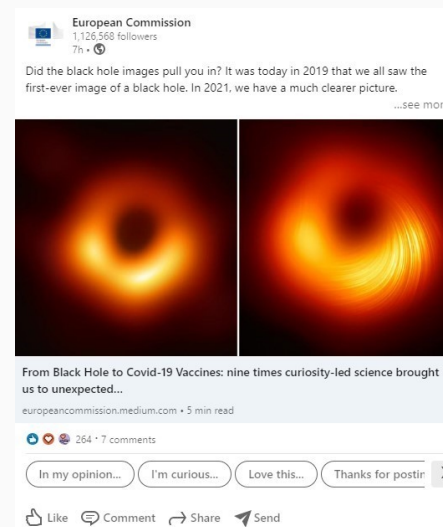 European Commission
1,126,568 followers
7h •
Did the black hole images pull you in? It was today in 2019 that we all saw the
first-ever image of a black hole. In 2021, we have a much clearer picture.
...see mor
From Black Hole to Covid-19 Vaccines: nine times curiosity-led science brought
us to unexpected...
europeancommission.medium.com • 5 min read
264 • 7 comments
In my opinion... I'm curious... Love this... Thanks for postin
Like Comment Share Send